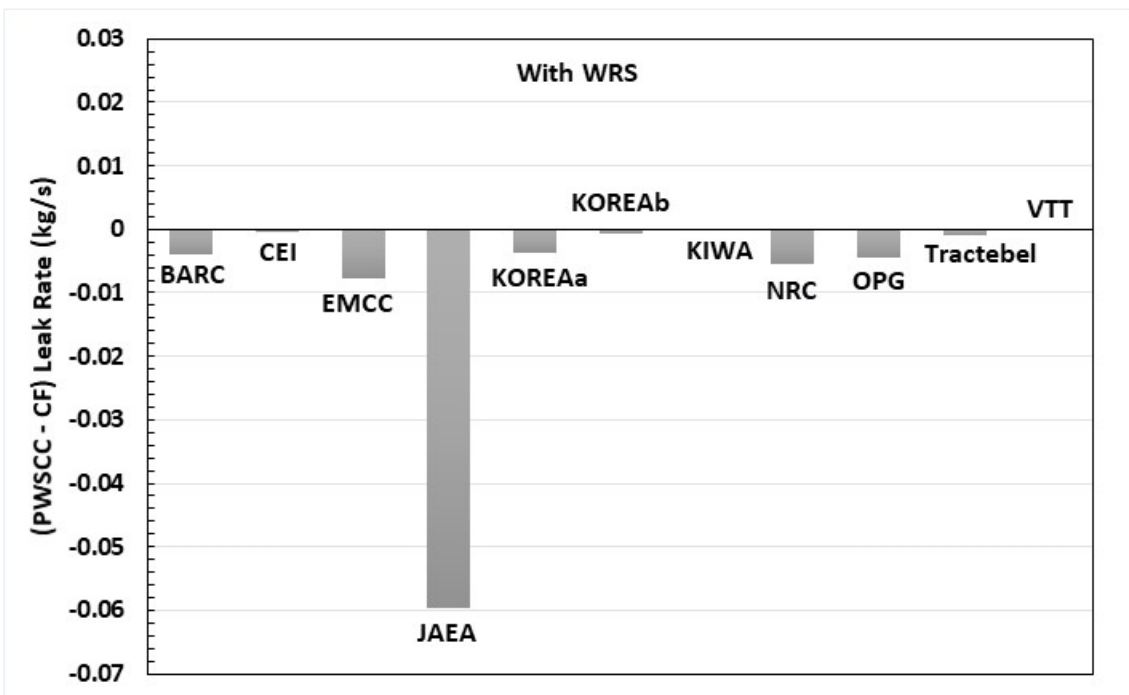 With WRS
(PWSCC - CF) Leak Rate (kg/s)
0.03
0.02
0.01
0
-0.01
-0.02
-0.03
-0.04
-0.05
-0.06
-0.07
BARC
CEI
EMCC
JAEA
KOREAa
KOREAb
KIWA
NRC
OPG
Tractebel
VTT